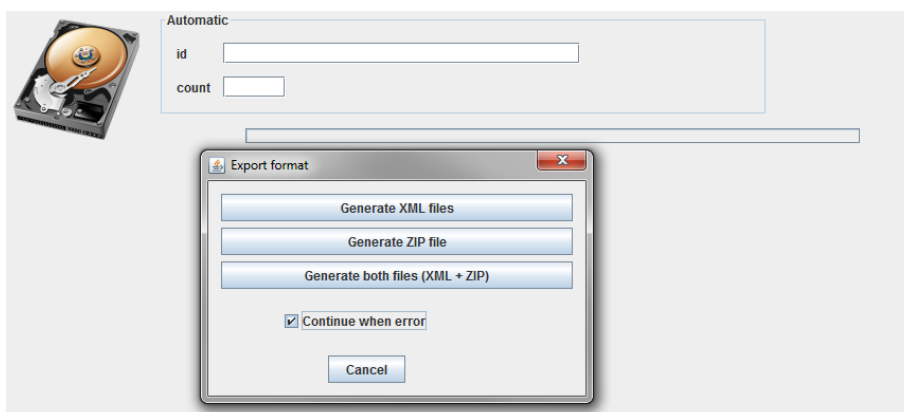 Automatic
id
count
Export format
Generate XML files
Generate ZIP file
Generate both files (XML + ZIP)
Continue when error
Cancel